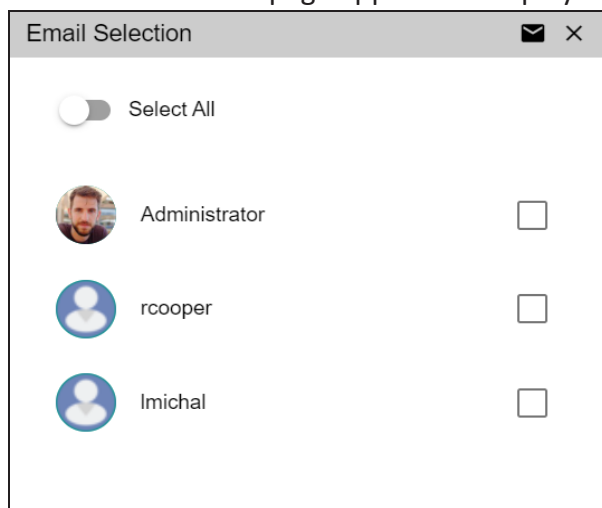 Email Selection
Select All
Administrator
rcooper
lmichal